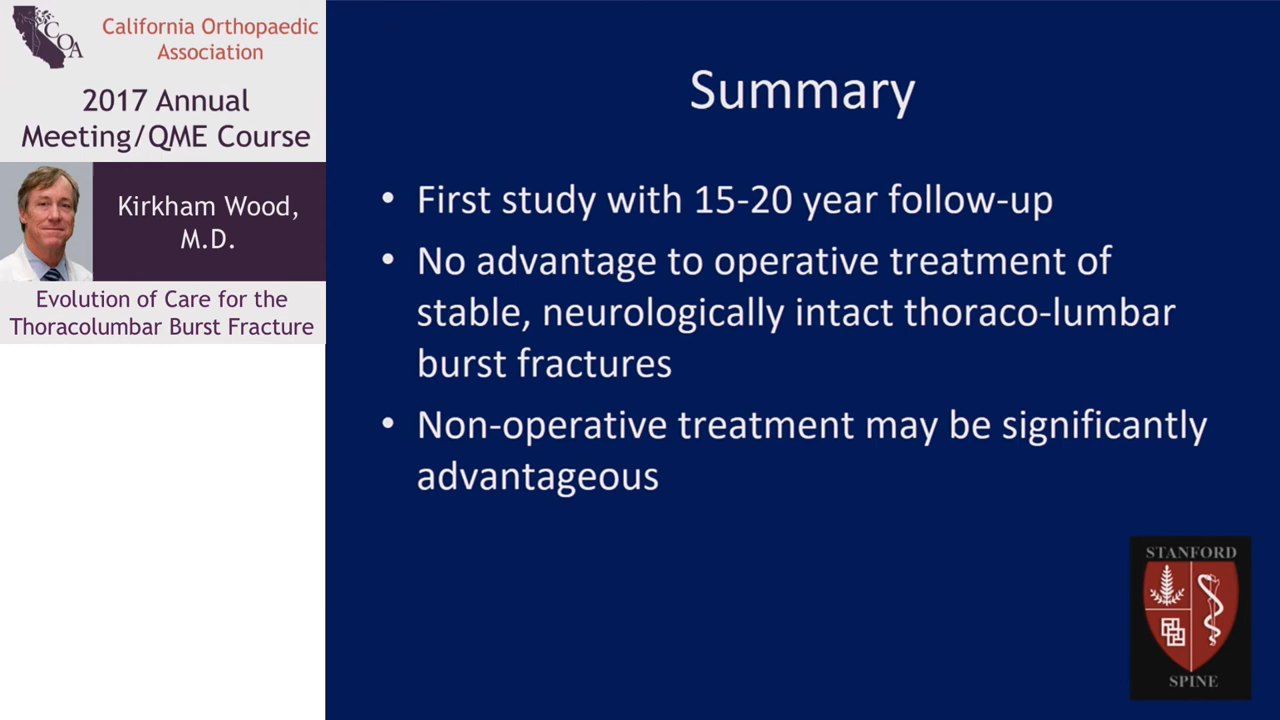 COA
California Orthopaedic
Association
2017 Annual
Meeting/QME Course
Kirkham Wood,
M.D.
Evolution of Care for the
Thoracolumbar Burst Fracture
Summary
• First study with 15-20 year follow-up
• No advantage to operative treatment of
stable, neurologically intact thoraco-lumbar
burst fractures
• Non-operative treatment may be significantly
advantageous
STANFORD
SPINE